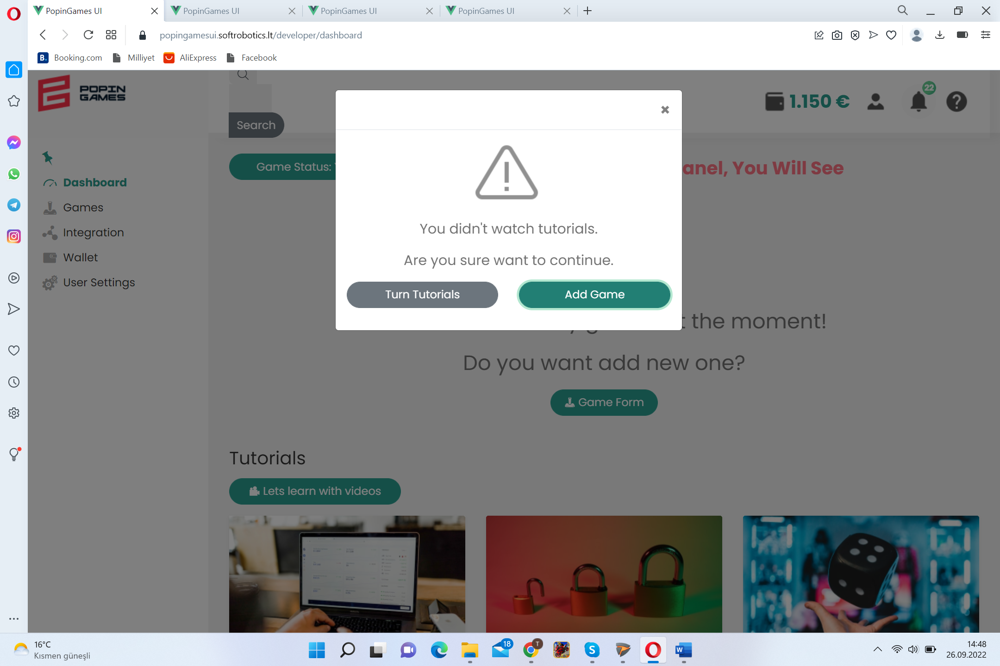 PopinGames UI
PopinGames UI
PopinGames UI
PopinGames UI
popingamesui.softrobotics.lt/developer/dashboard
Booking.com
Milliyet
AliExpress
Facebook
POPIN
GAMES
Search
1.150 €
22
Dashboard
Games
Integration
Wallet
User Settings
Game Status:
anel, You Will See
You didn't watch tutorials.
Are you sure want to continue.
Turn Tutorials
Add Game
t the moment!
Do you want add new one?
Game Form
Tutorials
Lets learn with videos
16°C
Kısmen güneşli
18
T
14:48
26.09.2022